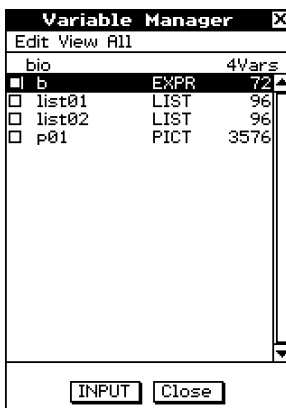 Variable Manager
Edit View All
bio 4Vars
b EXPR 72
list01 LIST 96
list02 LIST 96
p01 PICT 3576
INPUT Close